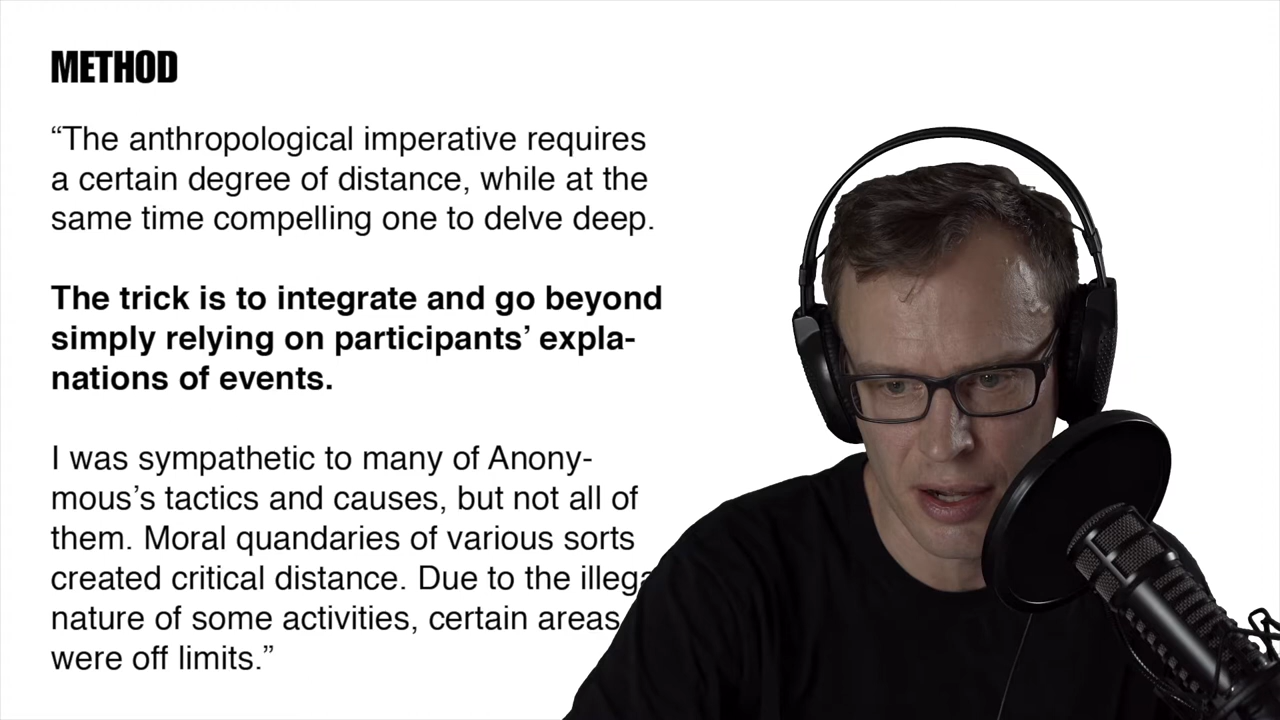 METHOD
“The anthropological imperative requires
a certain degree of distance, while at the
same time compelling one to delve deep.
The trick is to integrate and go beyond
simply relying on participants’ expla-
nations of events.
I was sympathetic to many of Anony-
mous’s tactics and causes, but not all of
them. Moral quandaries of various sorts
created critical distance. Due to the
nature of some activities, certain areas
were off limits.”